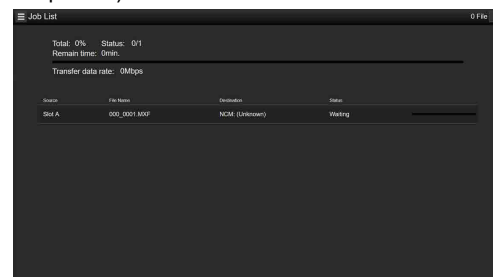 Job List 0 File
Total: 0% Status: 0/1
Remain time: 0min.
Transfer data rate: 0Mbps
Source File Name Destination Status
Slot A 000_0001.MXF NCM: (Unknown) Waiting